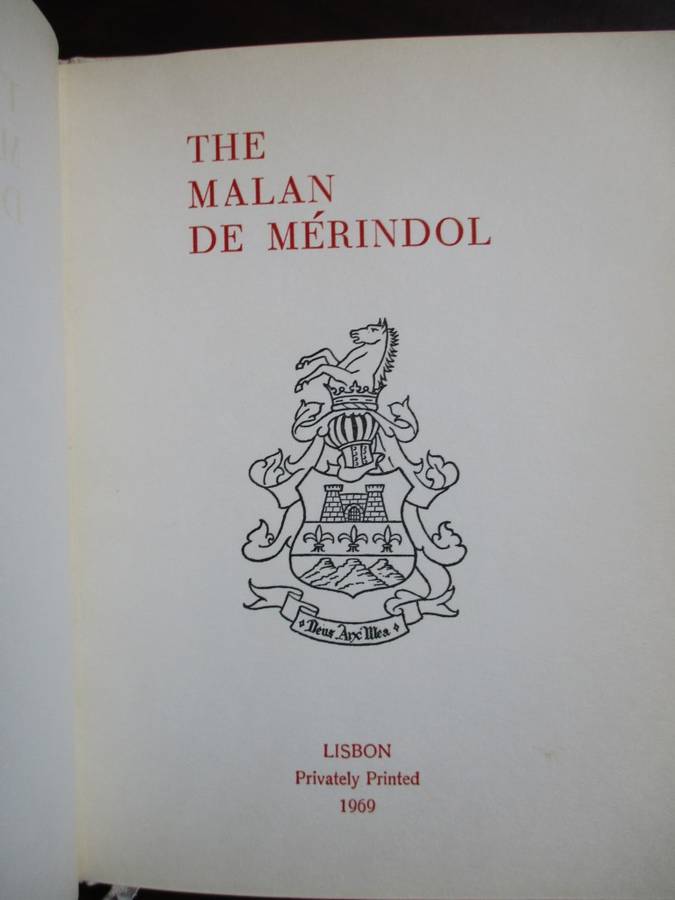 THE
MALAN
DE MÉRINDOL
Deus Arx Mea
LISBON
Privately Printed
1969